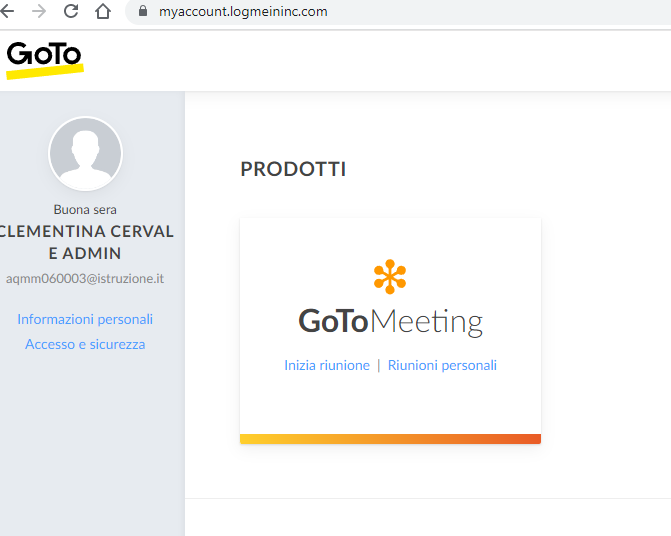 myaccount.logmeininc.com
GoTo
PRODOTTI
Buona sera
CLEMENTINA CERVAL
E ADMIN
aqmm060003@istruzione.it
Informazioni personali
Accesso e sicurezza
GoToMeeting
Inizia riunione | Riunioni personali